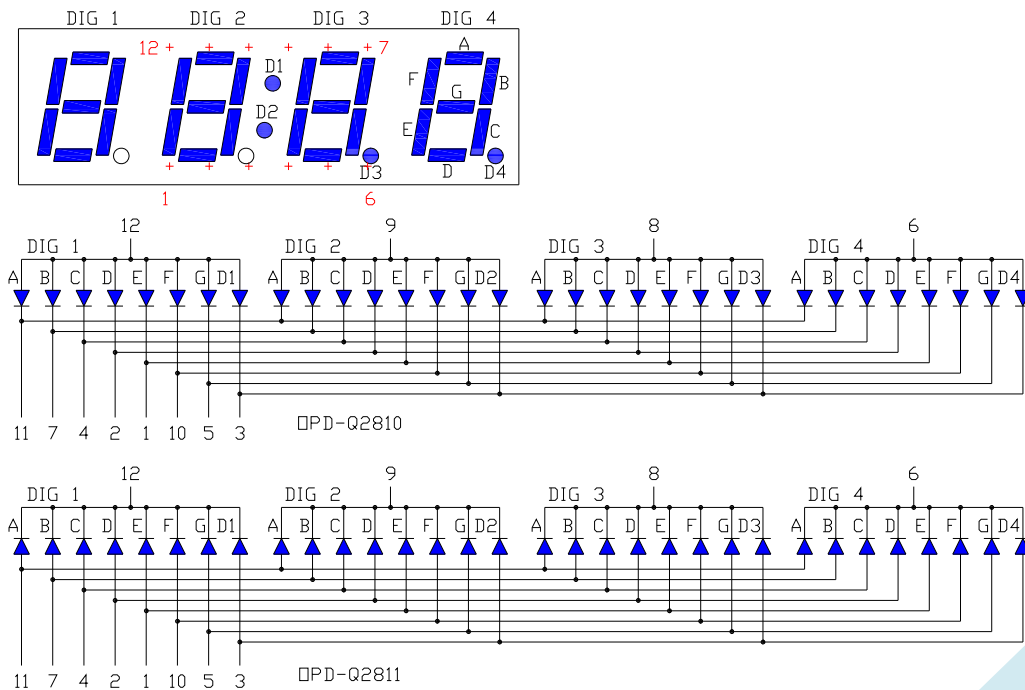 DIG 1 DIG 2 DIG 3 DIG 4
A
12 7
D1
F B
G
D2
E C
D3 D D4
1 6
12 9 8 6
DIG 1 DIG 2 DIG 3 DIG 4
A B C D E F G D1 A B C D E F G D2 A B C D E F G D3 A B C D E F G D4
OPD-Q2810
11 7 4 2 1 10 5 3
12 9 8 6
DIG 1 DIG 2 DIG 3 DIG 4
A B C D E F G D1 A B C D E F G D2 A B C D E F G D3 A B C D E F G D4
OPD-Q2811
11 7 4 2 1 10 5 3